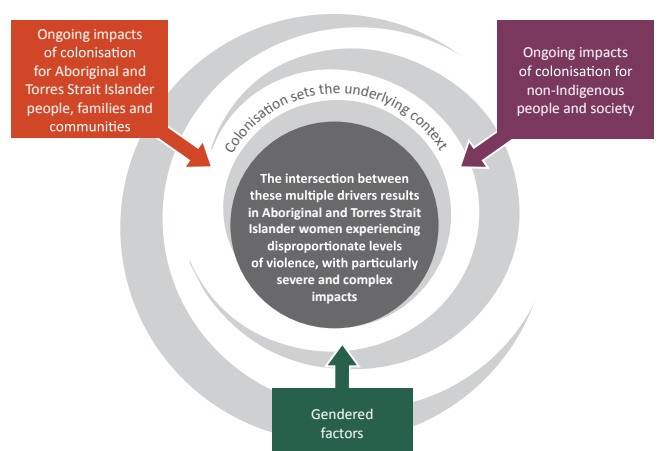 Ongoing impacts
of colonisation
for Aboriginal and
Torres Strait Islander
people, families and
communities
Ongoing impacts
of colonisation for
non-Indigenous
people and society
Colonisation sets the underlying context
The intersection between
these multiple drivers results
in Aboriginal and Torres Strait
Islander women experiencing
disproportionate levels
of violence, with particularly
severe and complex
impacts
Gendered
factors